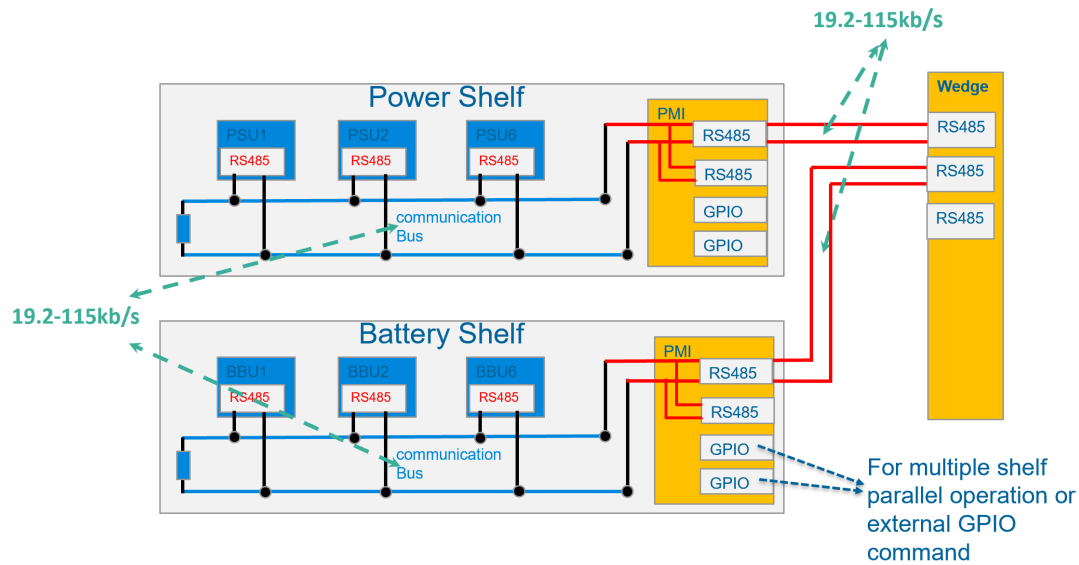 19.2-115kb/s
Power Shelf
PSU1
RS485
PSU2
RS485
PSU6
RS485
communication
Bus
PMI
RS485
RS485
GPIO
GPIO
Wedge
RS485
RS485
RS485
19.2-115kb/s
Battery Shelf
BBU1
RS485
BBU2
RS485
BBU6
RS485
communication
Bus
PMI
RS485
RS485
GPIO
GPIO
For multiple shelf
parallel operation or
external GPIO
command